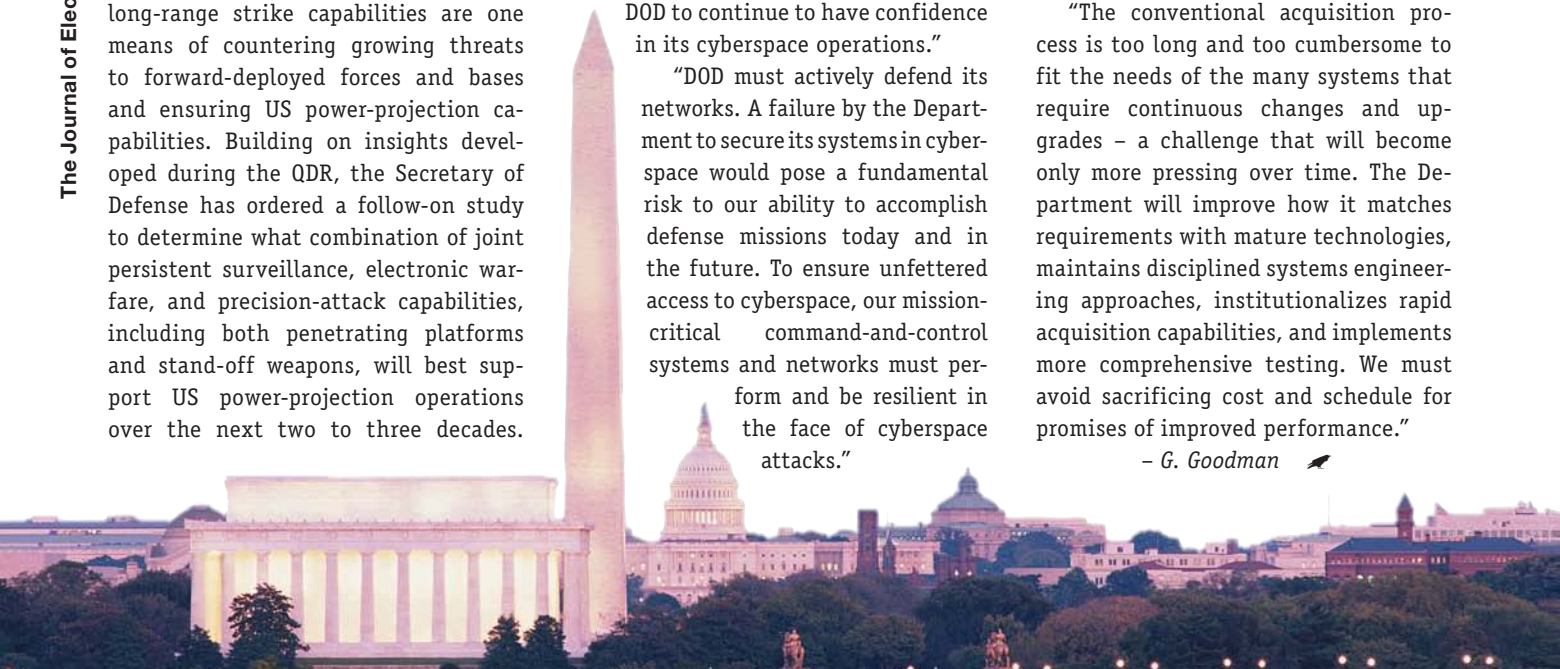 The Journal of Elec
long-range strike capabilities are one
means of countering growing threats
to forward-deployed forces and bases
and ensuring US power-projection ca-
pabilities. Building on insights devel-
oped during the QDR, the Secretary of
Defense has ordered a follow-on study
to determine what combination of joint
persistent surveillance, electronic war-
fare, and precision-attack capabilities,
including both penetrating platforms
and stand-off weapons, will best sup-
port US power-projection operations
over the next two to three decades.
DOD to continue to have confidence
in its cyberspace operations.”
“DOD must actively defend its
networks. A failure by the Depart-
ment to secure its systems in cyber-
space would pose a fundamental
risk to our ability to accomplish
defense missions today and in
the future. To ensure unfettered
access to cyberspace, our mission-
critical command-and-control
systems and networks must per-
form and be resilient in
the face of cyberspace
attacks.”
“The conventional acquisition pro-
cess is too long and too cumbersome to
fit the needs of the many systems that
require continuous changes and up-
grades – a challenge that will become
only more pressing over time. The De-
partment will improve how it matches
requirements with mature technologies,
maintains disciplined systems engineer-
ing approaches, institutionalizes rapid
acquisition capabilities, and implements
more comprehensive testing. We must
avoid sacrificing cost and schedule for
promises of improved performance.”
– G. Goodman